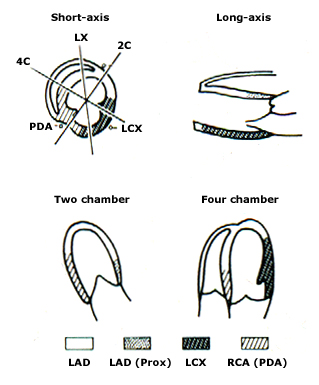 Short-axis
Long-axis
LX
2C
4C
PDA
LCX
Two chamber
Four chamber
LAD
LAD (Prox)
LCX
RCA (PDA)